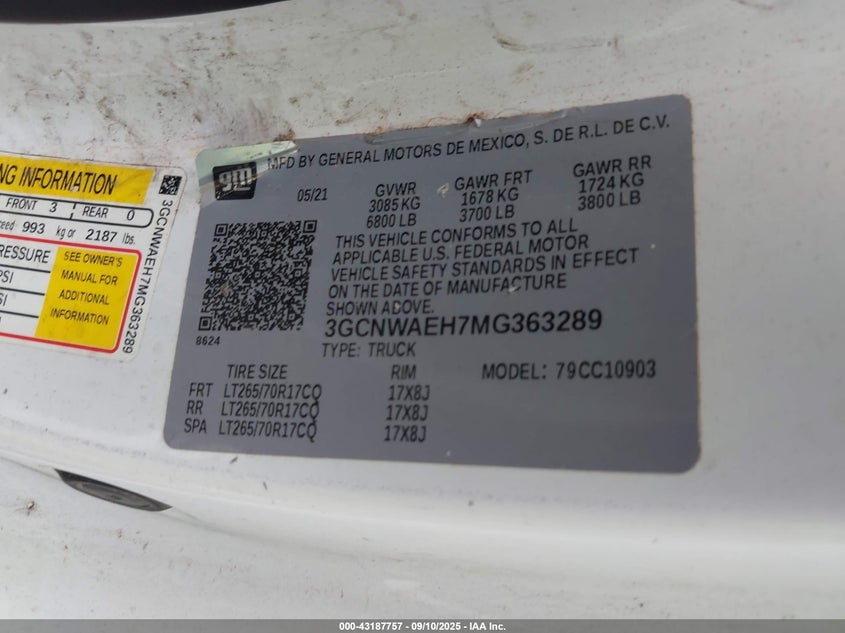 NG INFORMATION
FRONT 3 REAR 0
eed 993 kg or 2187 lbs.
PRESSURE
SEE OWNER'S
MANUAL FOR
ADDITIONAL
INFORMATION
PSI
SI
3GCNWAEH7MG363289
gm
MFD BY GENERAL MOTORS DE MEXICO, S. DE R.L. DE C.V.
05/21
GVWR
3085 KG
6800 LB
GAWR FRT
1678 KG
3700 LB
GAWR RR
1724 KG
3800 LB
THIS VEHICLE CONFORMS TO ALL
APPLICABLE U.S. FEDERAL MOTOR
VEHICLE SAFETY STANDARDS IN EFFECT
ON THE DATE OF MANUFACTURE
SHOWN ABOVE.
8624
3GCNWAEH7MG363289
TYPE: TRUCK
TIRE SIZE RIM MODEL: 79CC10903
FRT LT265/70R17CQ 17X8J
RR LT265/70R17CQ 17X8J
SPA LT265/70R17CQ 17X8J
000-43187757 - 09/10/2025 - IAA Inc.